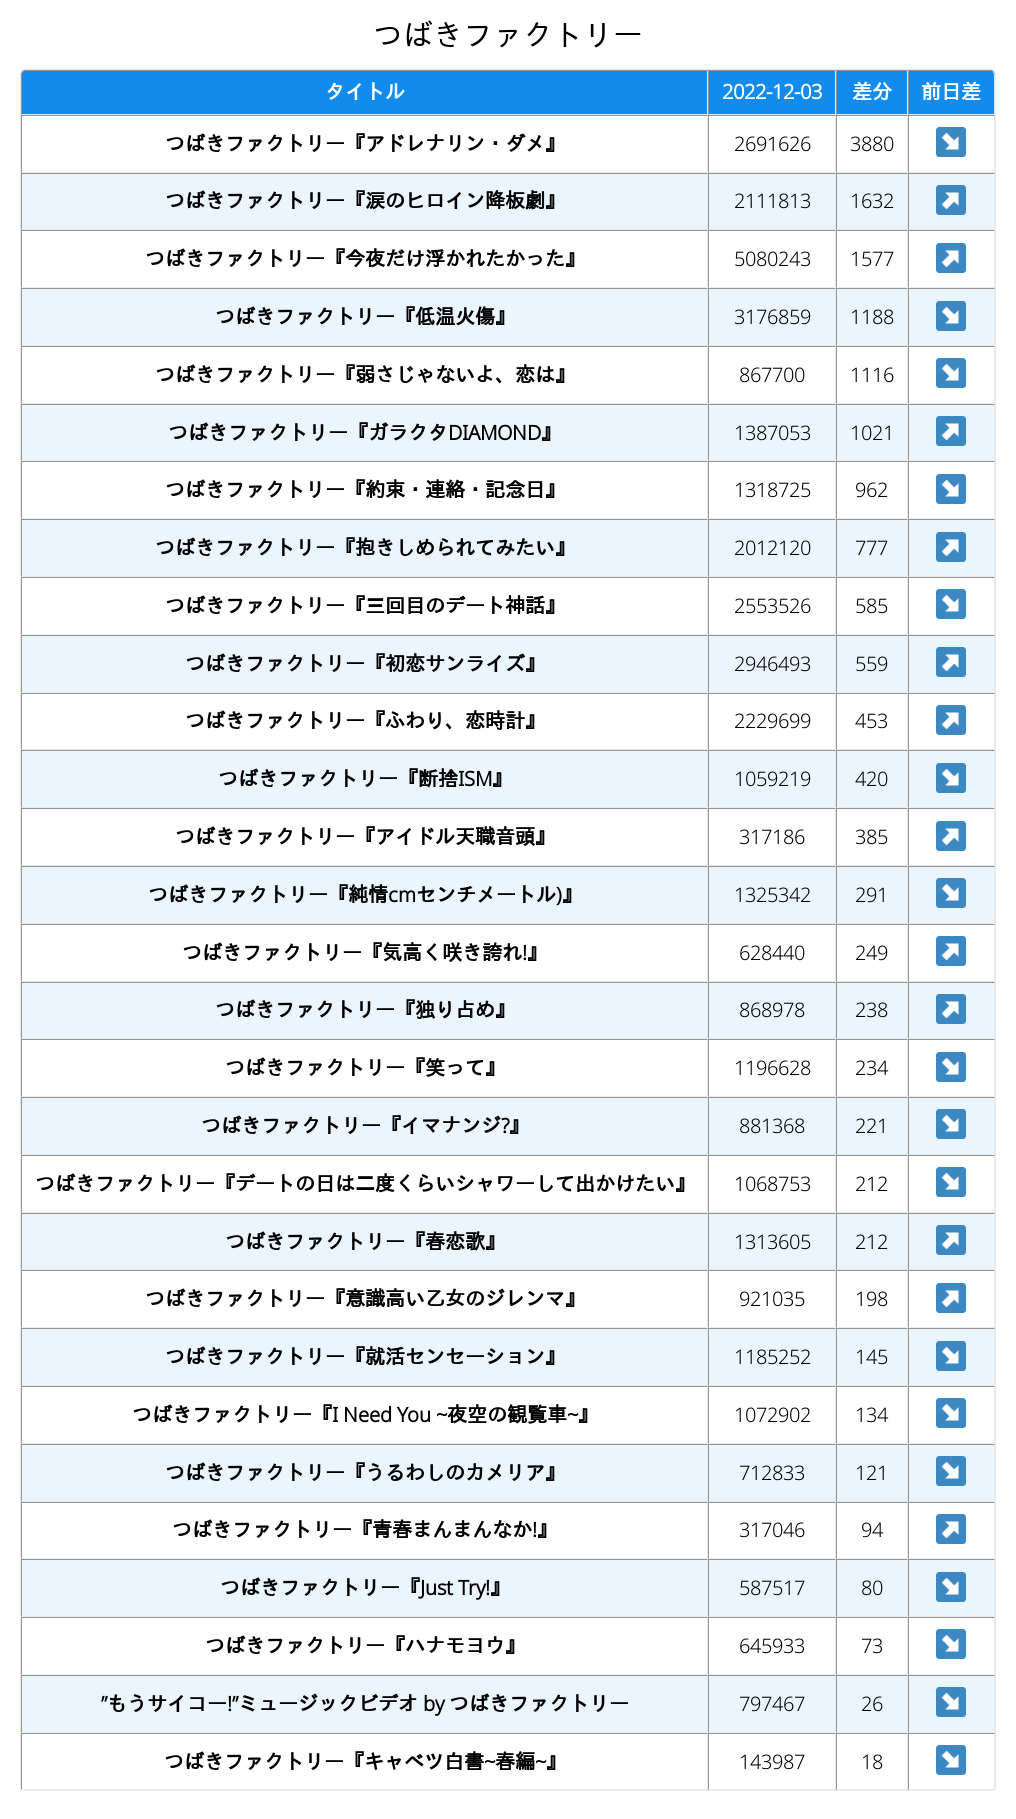 つばきファクトリー
タイトル 2022-12-03 差分 前日差
つばきファクトリー『アドレナリン・ダメ』 2691626 3880 ↘
つばきファクトリー『涙のヒロイン降板劇』 2111813 1632 ↗
つばきファクトリー『今夜だけ浮かれたかった』 5080243 1577 ↗
つばきファクトリー『低温火傷』 3176859 1188 ↘
つばきファクトリー『弱さじゃないよ、恋は』 867700 1116 ↘
つばきファクトリー『ガラクタDIAMOND』 1387053 1021 ↗
つばきファクトリー『約束・連絡・記念日』 1318725 962 ↘
つばきファクトリー『抱きしめられてみたい』 2012120 777 ↗
つばきファクトリー『三回目のデート神話』 2553526 585 ↘
つばきファクトリー『初恋サンライズ』 2946493 559 ↗
つばきファクトリー『ふわり、恋時計』 2229699 453 ↗
つばきファクトリー『断捨ISM』 1059219 420 ↘
つばきファクトリー『アイドル天職音頭』 317186 385 ↗
つばきファクトリー『純情cmセンチメートル)』 1325342 291 ↘
つばきファクトリー『気高く咲き誇れ!』 628440 249 ↗
つばきファクトリー『独り占め』 868978 238 ↗
つばきファクトリー『笑って』 1196628 234 ↘
つばきファクトリー『イマナンジ?』 881368 221 ↘
つばきファクトリー『デートの日は二度くらいシャワーして出かけたい』 1068753 212 ↘
つばきファクトリー『春恋歌』 1313605 212 ↗
つばきファクトリー『意識高い乙女のジレンマ』 921035 198 ↗
つばきファクトリー『就活センセーション』 1185252 145 ↘
つばきファクトリー『I Need You ~夜空の観覧車~』 1072902 134 ↘
つばきファクトリー『うるわしのカメリア』 712833 121 ↘
つばきファクトリー『青春まんまんなか!』 317046 94 ↗
つばきファクトリー『Just Try!』 587517 80 ↘
つばきファクトリー『ハナモヨウ』 645933 73 ↘
”もうサイコー!”ミュージックビデオ by つばきファクトリー 797467 26 ↘
つばきファクトリー『キャベツ白書~春編~』 143987 18 ↘